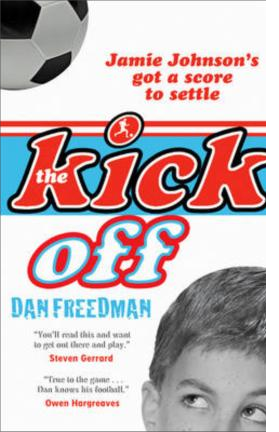 Jamie Johnson's
got a score
to settle
the kick
off
DAN FREEDMAN
"You'll read this and want
to get out there and play."
Steven Gerrard
"True to the game . . .
Dan knows his football."
Owen Hargreaves